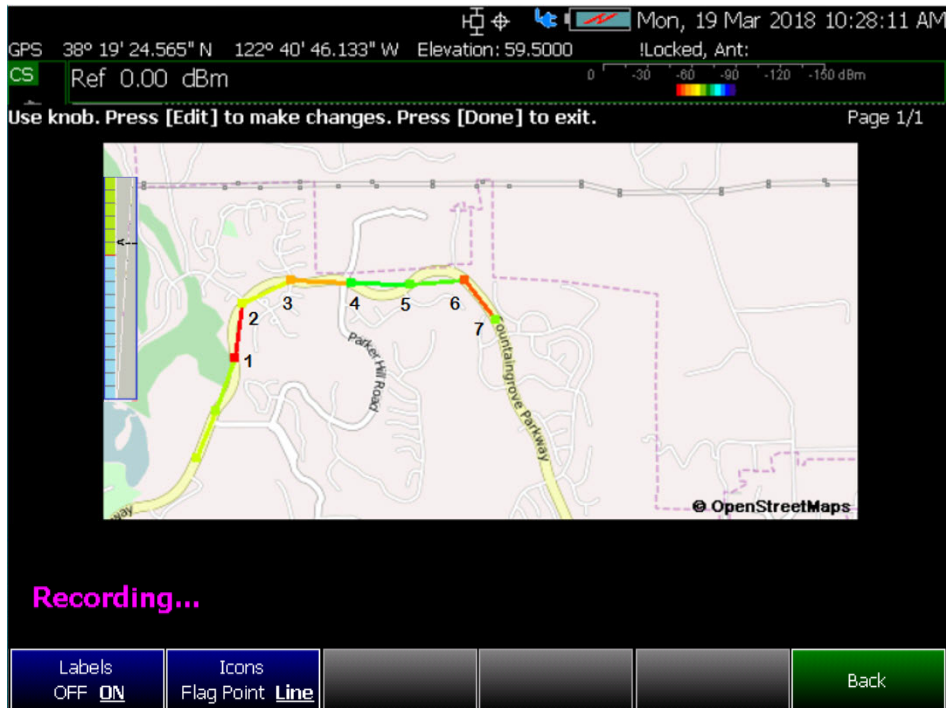 Mon, 19 Mar 2018 10:28:11 AM
GPS 38º 19' 24.565" N 122º 40' 46.133" W Elevation: 59.5000 !Locked, Ant:
CS Ref 0.00 dBm 0 -30 -60 -90 -120 -150 dBm
Use knob. Press [Edit] to make changes. Press [Done] to exit. Page 1/1
<--
3 4 5 6
2 7
1
Parker Hill Road
Fountaingrove Parkway
way
© OpenStreetMaps
Recording...
Labels Icons
OFF ON Flag Point Line Back